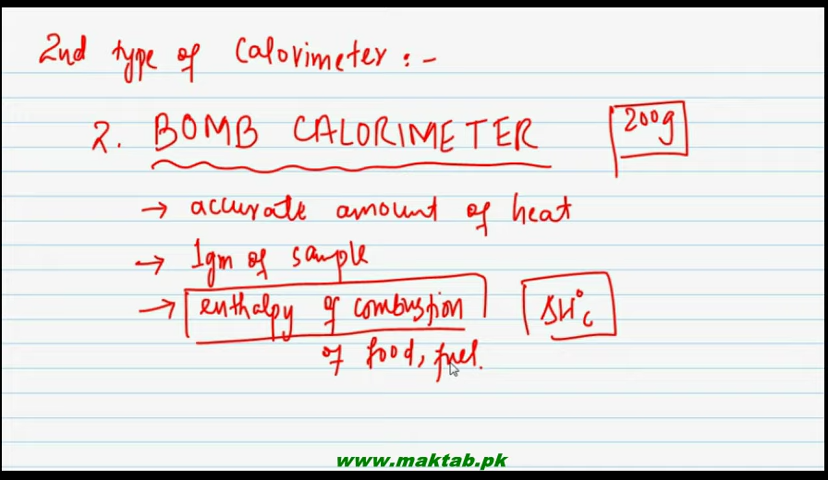 2nd type of Calorimeter :-
2. BOMB CALORIMETER
200g
→ accurate amount of heat
→ 1gm of sample
→ enthalpy of combustion
ΔH°c
of food, fuel.
www.maktab.pk